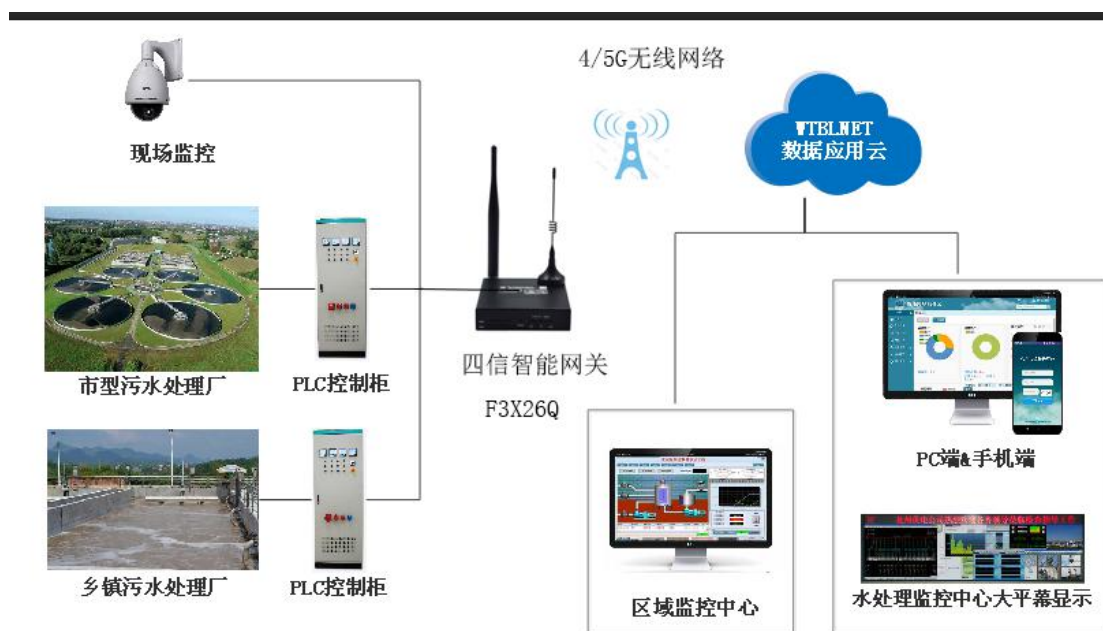 4/5G无线网络
WTBLNET
数据应用云
现场监控
四信智能网关
F3X26Q
市型污水处理厂
PLC控制柜
PC端&手机端
乡镇污水处理厂
PLC控制柜
区域监控中心
水处理监控中心大平幕显示